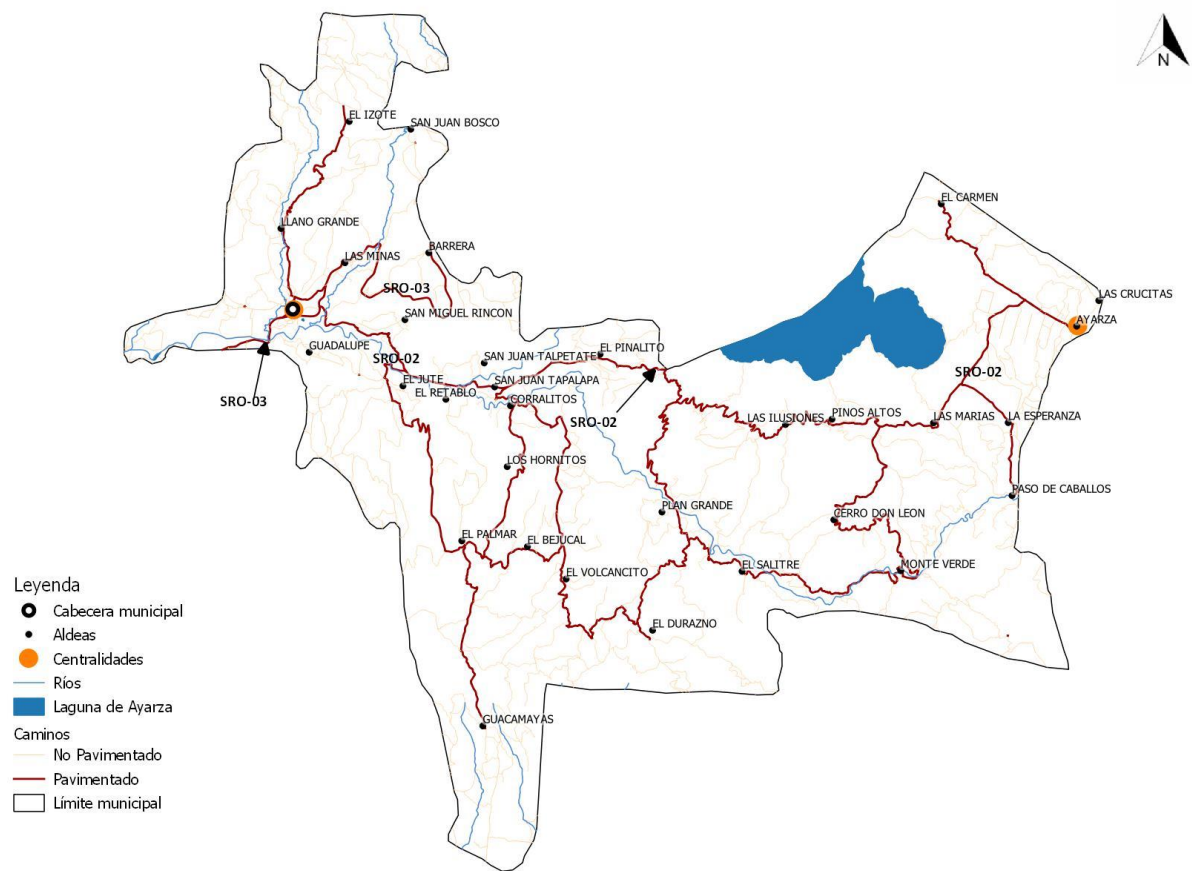 N
EL IZOTE
SAN JUAN BOSCO
EL CARMEN
LLANO GRANDE
BARRERA
LAS MINAS
SRO-03
LAS CRUCITAS
SAN MIGUEL RINCON
AYARZA
GUADALUPE
SRO-02
SAN JUAN TALPETATE
EL PINALITO
SRO-02
EL JUTE
SAN JUAN TAPALAPA
EL RETABLO
CORRALITOS
SRO-03
SRO-02
LAS ILUSIONES
PINOS ALTOS
LAS MARIAS
LA ESPERANZA
LOS HORNITOS
PASO DE CABALLOS
PLAN GRANDE
CERRO DON LEON
EL PALMAR
EL BEJUCAL
EL VOLCANCITO
EL SALITRE
MONTE VERDE
EL DURAZNO
GUACAMAYAS
Leyenda
Cabecera municipal
Aldeas
Centralidades
Ríos
Laguna de Ayarza
Caminos
No Pavimentado
Pavimentado
Límite municipal